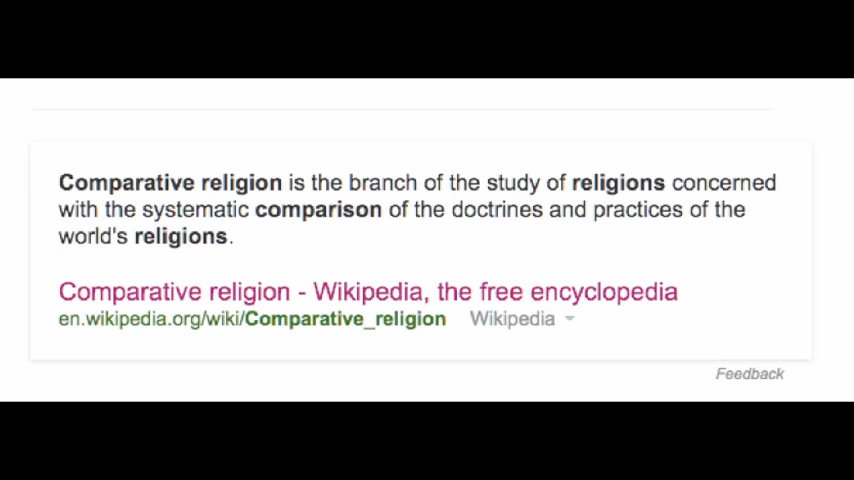 Comparative religion is the branch of the study of religions concerned
with the systematic comparison of the doctrines and practices of the
world's religions.
Comparative religion - Wikipedia, the free encyclopedia
en.wikipedia.org/wiki/Comparative_religion Wikipedia
Feedback